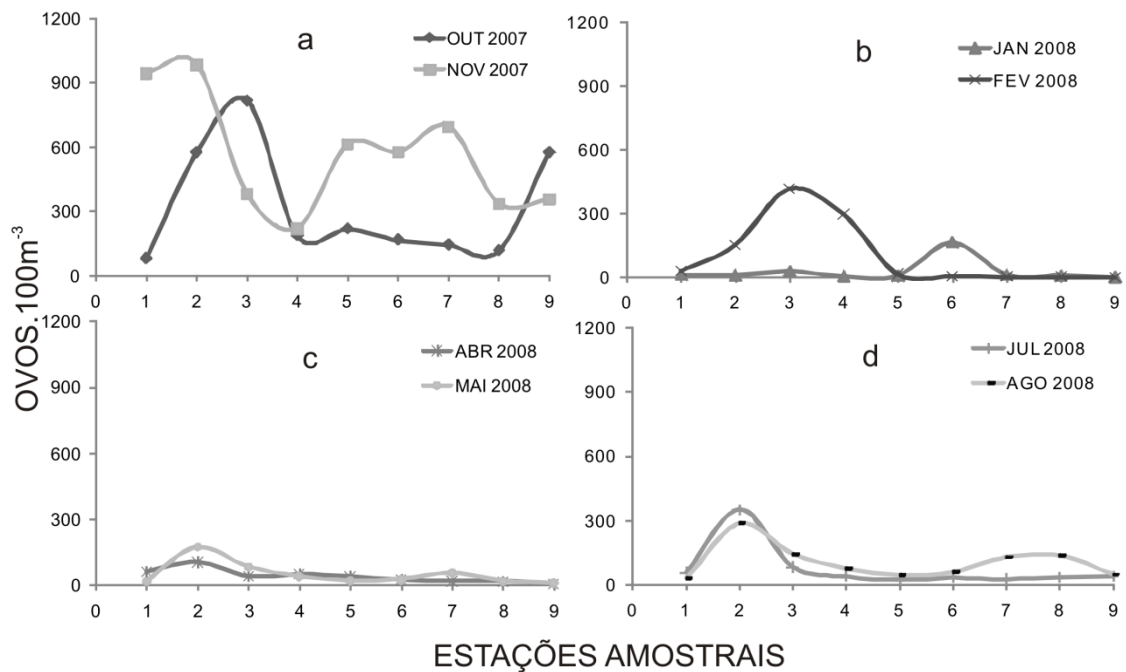 OVOS.100m-3
a
OUT 2007
NOV 2007
1200
900
600
300
0
0 1 2 3 4 5 6 7 8 9
b
JAN 2008
FEV 2008
1200
900
600
300
0
0 1 2 3 4 5 6 7 8 9
c
ABR 2008
MAI 2008
1200
900
600
300
0
0 1 2 3 4 5 6 7 8 9
d
JUL 2008
AGO 2008
1200
900
600
300
0
0 1 2 3 4 5 6 7 8 9
ESTAÇÕES AMOSTRAIS